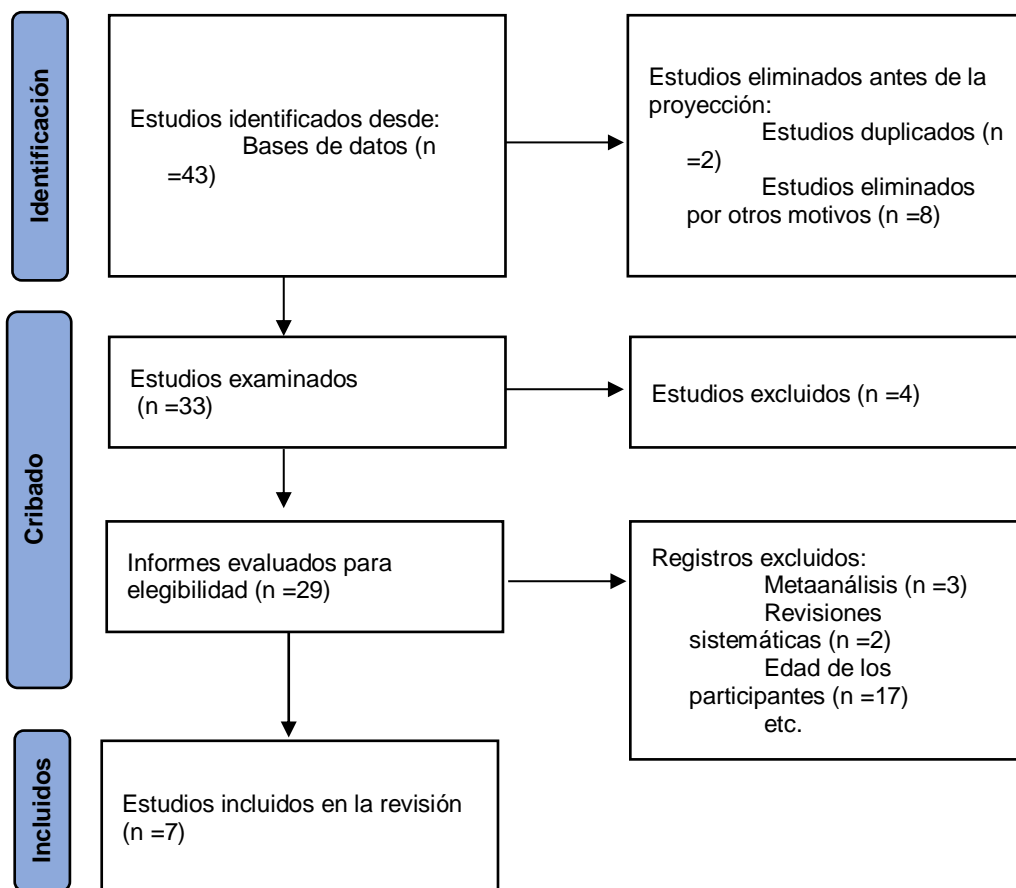 Identificación
Estudios identificados desde:
Bases de datos (n
=43)
Estudios eliminados antes de la
proyección:
Estudios duplicados (n
=2)
Estudios eliminados
por otros motivos (n =8)
Cribado
Estudios examinados
(n =33)
Estudios excluidos (n =4)
Informes evaluados para
elegibilidad (n =29)
Registros excluidos:
Metaanálisis (n =3)
Revisiones
sistemáticas (n =2)
Edad de los
participantes (n =17)
etc.
Incluidos
Estudios incluidos en la revisión
(n =7)